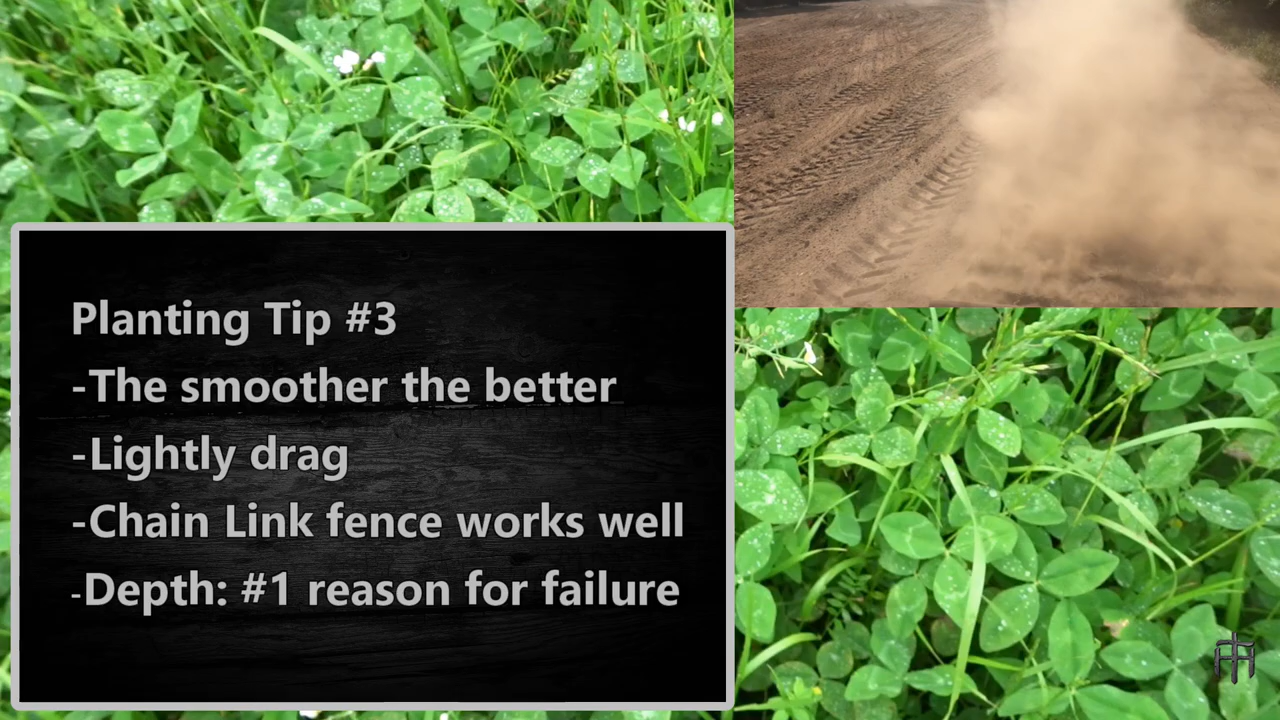 Planting Tip #3
-The smoother the better
-Lightly drag
-Chain Link fence works well
-Depth: #1 reason for failure